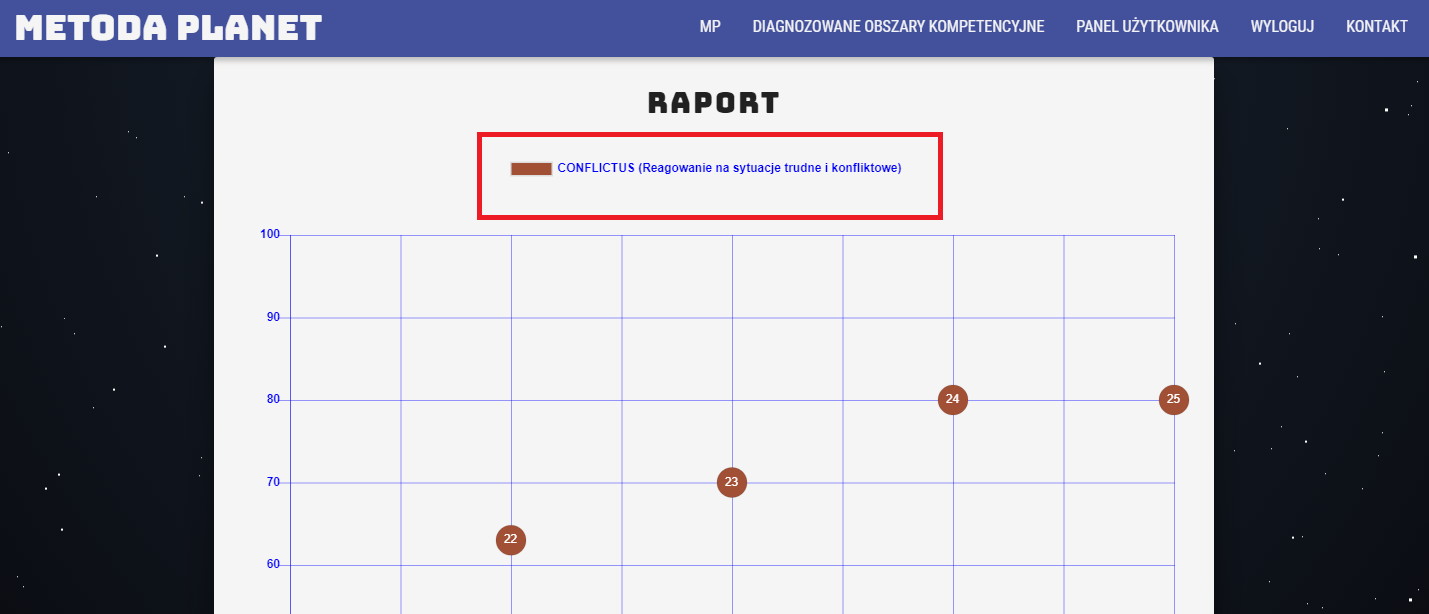 METODA PLANET
MP DIAGNOZOWANE OBSZARY KOMPETENCYJNE PANEL UŻYTKOWNIKA WYLOGUJ KONTAKT
RAPORT
CONFLICTUS (Reagowanie na sytuacje trudne i konfliktowe)
100
90
80
24
25
70
23
22
60